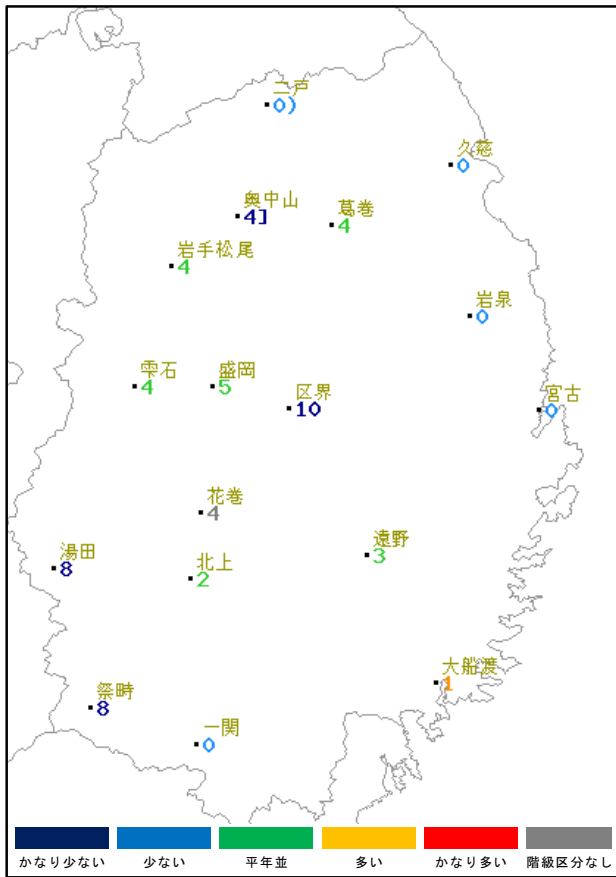 二戸
0)
久慈
0
奥中山
4]
葛巻
4
岩手松尾
4
岩泉
0
雫石
4
盛岡
5
区界
10
宮古
0
花巻
4
湯田
8
北上
2
遠野
3
大船渡
1
祭畤
8
一関
0
かなり少ない 少ない 平年並 多い かなり多い 階級区分なし